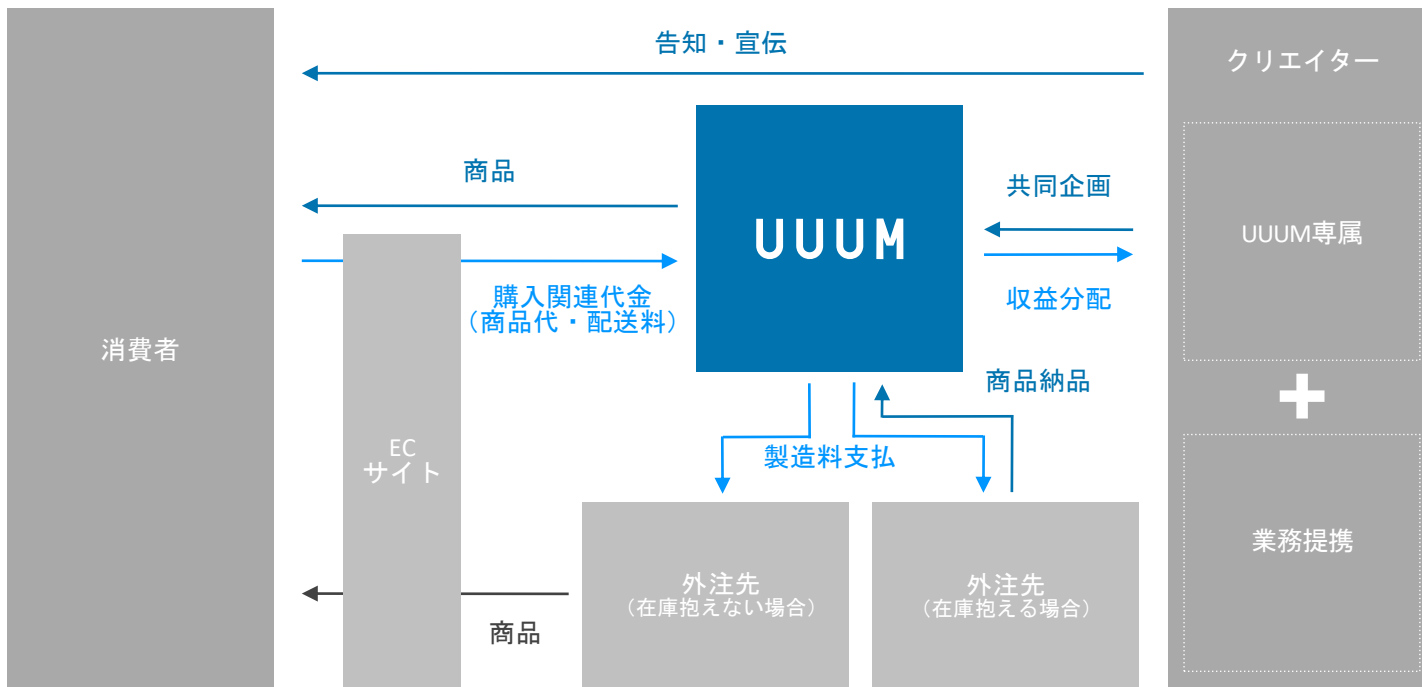 告知・宣伝
クリエイター
商品
共同企画
UUUM
UUUM専属
購入関連代金
（商品代・配送料）
収益分配
消費者
商品納品
EC
サイト
製造料支払
業務提携
外注先
（在庫抱えない場合）
外注先
（在庫抱える場合）
商品